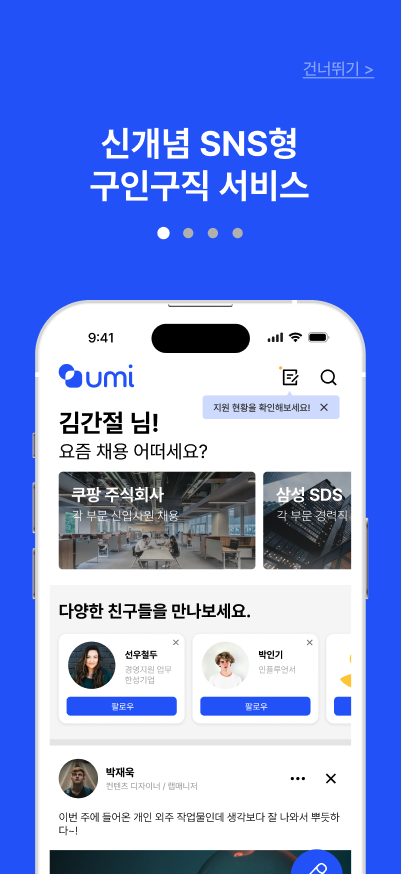 건너뛰기 >
신개념 SNS형
구인구직 서비스
9:41
umi
지원 현황을 확인해보세요!
김간절 님!
요즘 채용 어떠세요?
쿠팡 주식회사
각 부문 신입사원 채용
삼성 SDS
각 부문 경력직
다양한 친구들을 만나보세요.
선우철두
경영지원 업무
한성기업
팔로우
박인기
인플루언서
팔로우
박재욱
컨텐츠 디자이너 / 랩매니저
이번 주에 들어온 개인 외주 작업물인데 생각보다 잘 나와서 뿌듯하
다~!